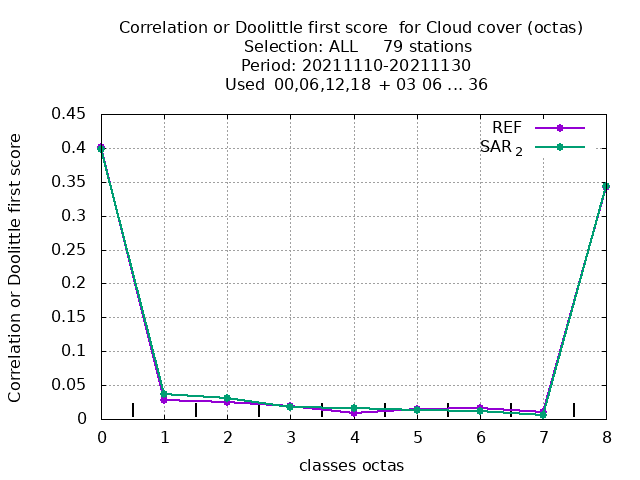 Correlation or Doolittle first score  for Cloud cover (octas)
Selection: ALL     79 stations
Period: 20211110-20211130
Used  00,06,12,18  + 03 06 ... 36
REF
SAR 2
Correlation or Doolittle first score
0.45
0.4
0.35
0.3
0.25
0.2
0.15
0.1
0.05
0
0 1 2 3 4 5 6 7 8
classes octas